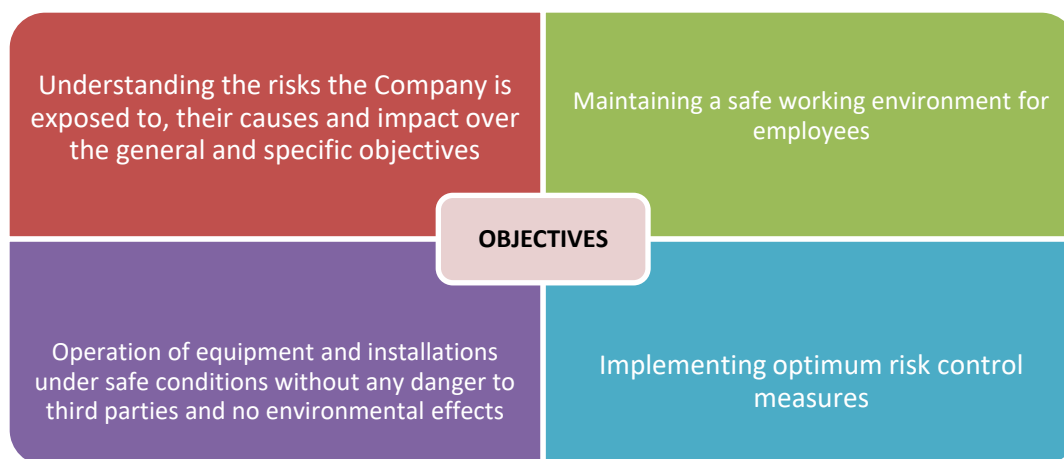 Understanding the risks the Company is
exposed to, their causes and impact over
the general and specific objectives
Maintaining a safe working environment for
employees
OBJECTIVES
Operation of equipment and installations
under safe conditions without any danger to
third parties and no environmental effects
Implementing optimum risk control
measures